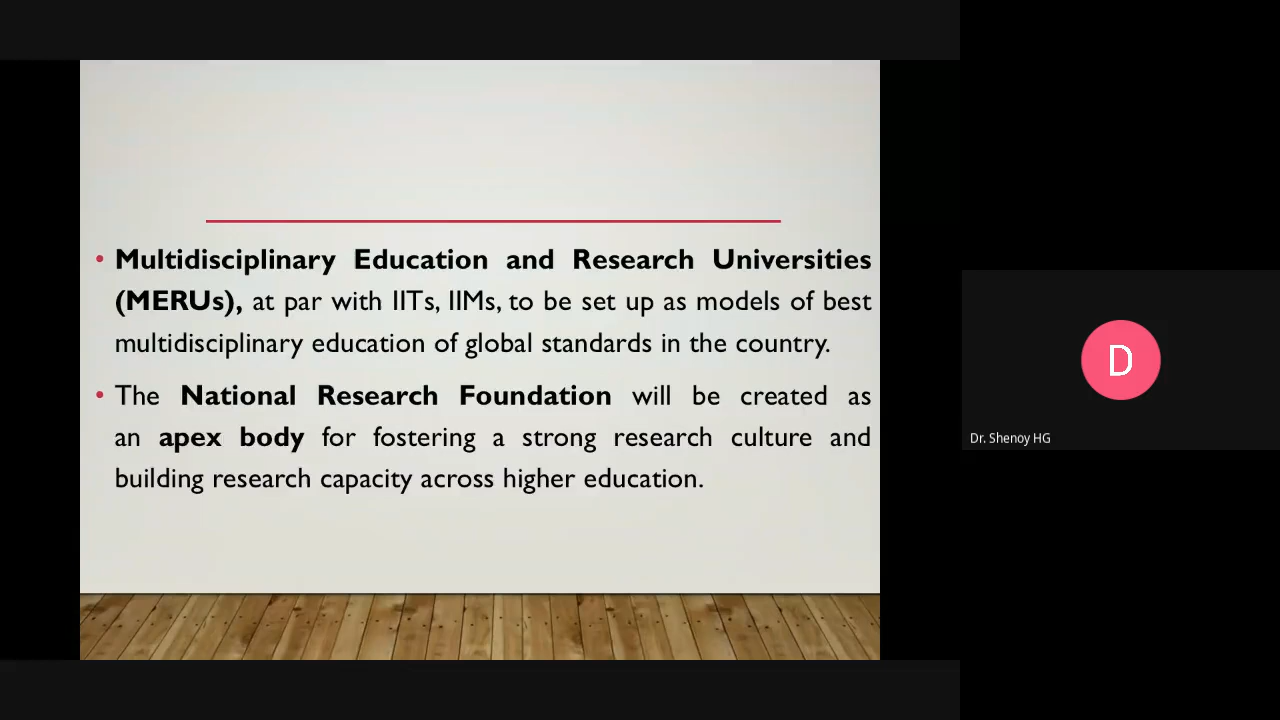 • Multidisciplinary Education and Research Universities
(MERUs), at par with IITs, IIMs, to be set up as models of best
multidisciplinary education of global standards in the country.
• The National Research Foundation will be created as
an apex body for fostering a strong research culture and
building research capacity across higher education.
D
Dr. Shenoy HG